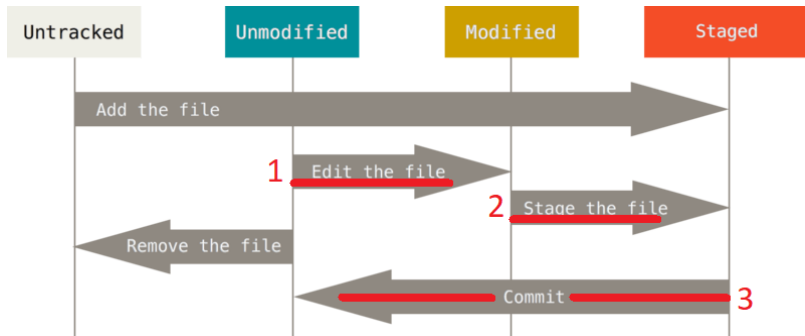 Untracked
Unmodified
Modified
Staged
Add the file
1
Edit the file
2
Stage the file
Remove the file
Commit
3